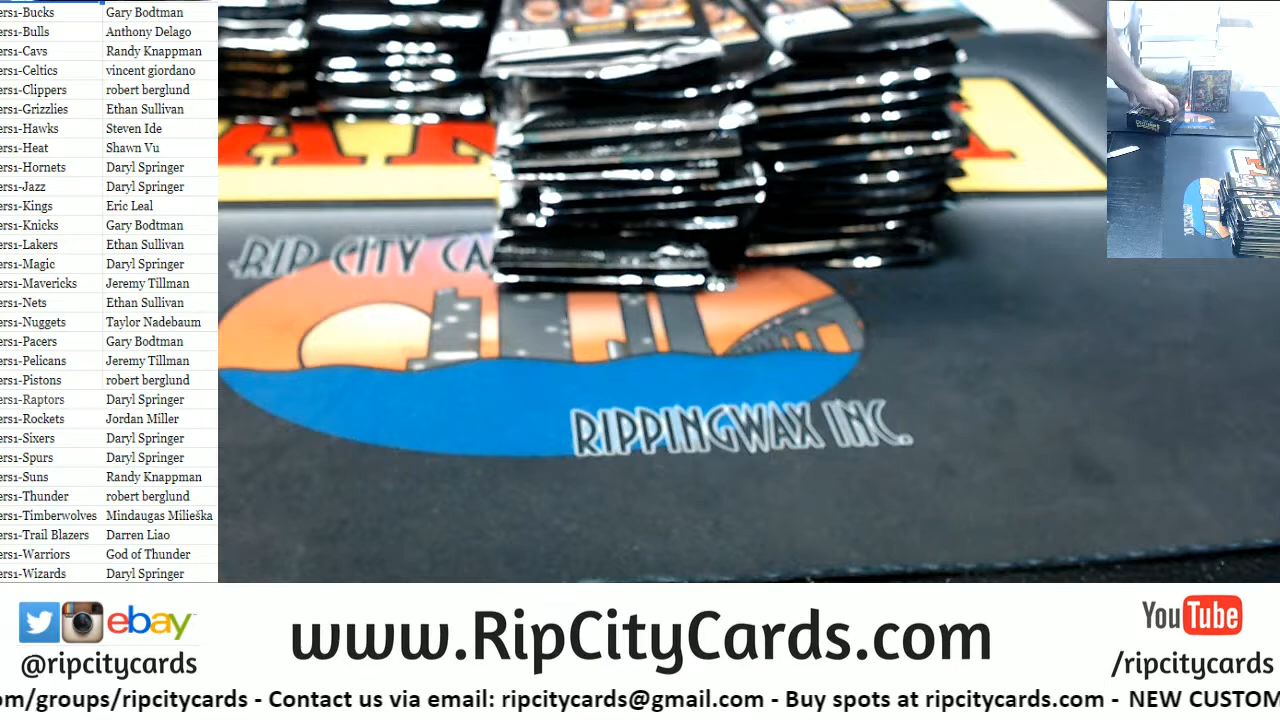 ers1-Bucks Gary Bodtman
ers1-Bulls Anthony Delago
ers1-Cavs Randy Knappman
ers1-Celtics vincent giordano
ers1-Clippers robert berglund
ers1-Grizzlies Ethan Sullivan
ers1-Hawks Steven Ide
ers1-Heat Shawn Vu
ers1-Hornets Daryl Springer
ers1-Jazz Daryl Springer
ers1-Kings Eric Leal
ers1-Knicks Gary Bodtman
ers1-Lakers Ethan Sullivan
ers1-Magic Daryl Springer
ers1-Mavericks Jeremy Tillman
ers1-Nets Ethan Sullivan
ers1-Nuggets Taylor Nadebaum
ers1-Pacers Gary Bodtman
ers1-Pelicans Jeremy Tillman
ers1-Pistons robert berglund
ers1-Raptors Daryl Springer
ers1-Rockets Jordan Miller
ers1-Sixers Daryl Springer
ers1-Spurs Daryl Springer
ers1-Suns Randy Knappman
ers1-Thunder robert berglund
ers1-Timberwolves Mindaugas Milieška
ers1-Trail Blazers Darren Liao
ers1-Warriors God of Thunder
ers1-Wizards Daryl Springer
RIP CITY CA
RIPPINGWAX INC.
ebay™
@ripcitycards
www.RipCityCards.com
YouTube
/ripcitycards
om/groups/ripcitycards - Contact us via email: ripcitycards@gmail.com - Buy spots at ripcitycards.com - NEW CUSTOM